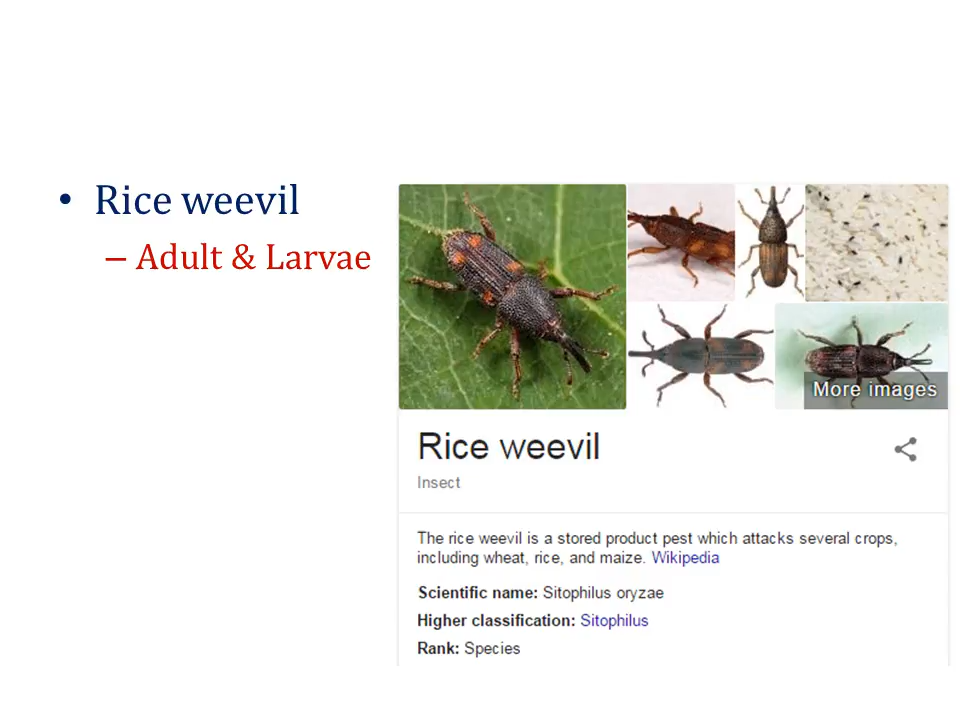 • Rice weevil
– Adult & Larvae
More images
Rice weevil
Insect
The rice weevil is a stored product pest which attacks several crops,
including wheat, rice, and maize. Wikipedia
Scientific name: Sitophilus oryzae
Higher classification: Sitophilus
Rank: Species